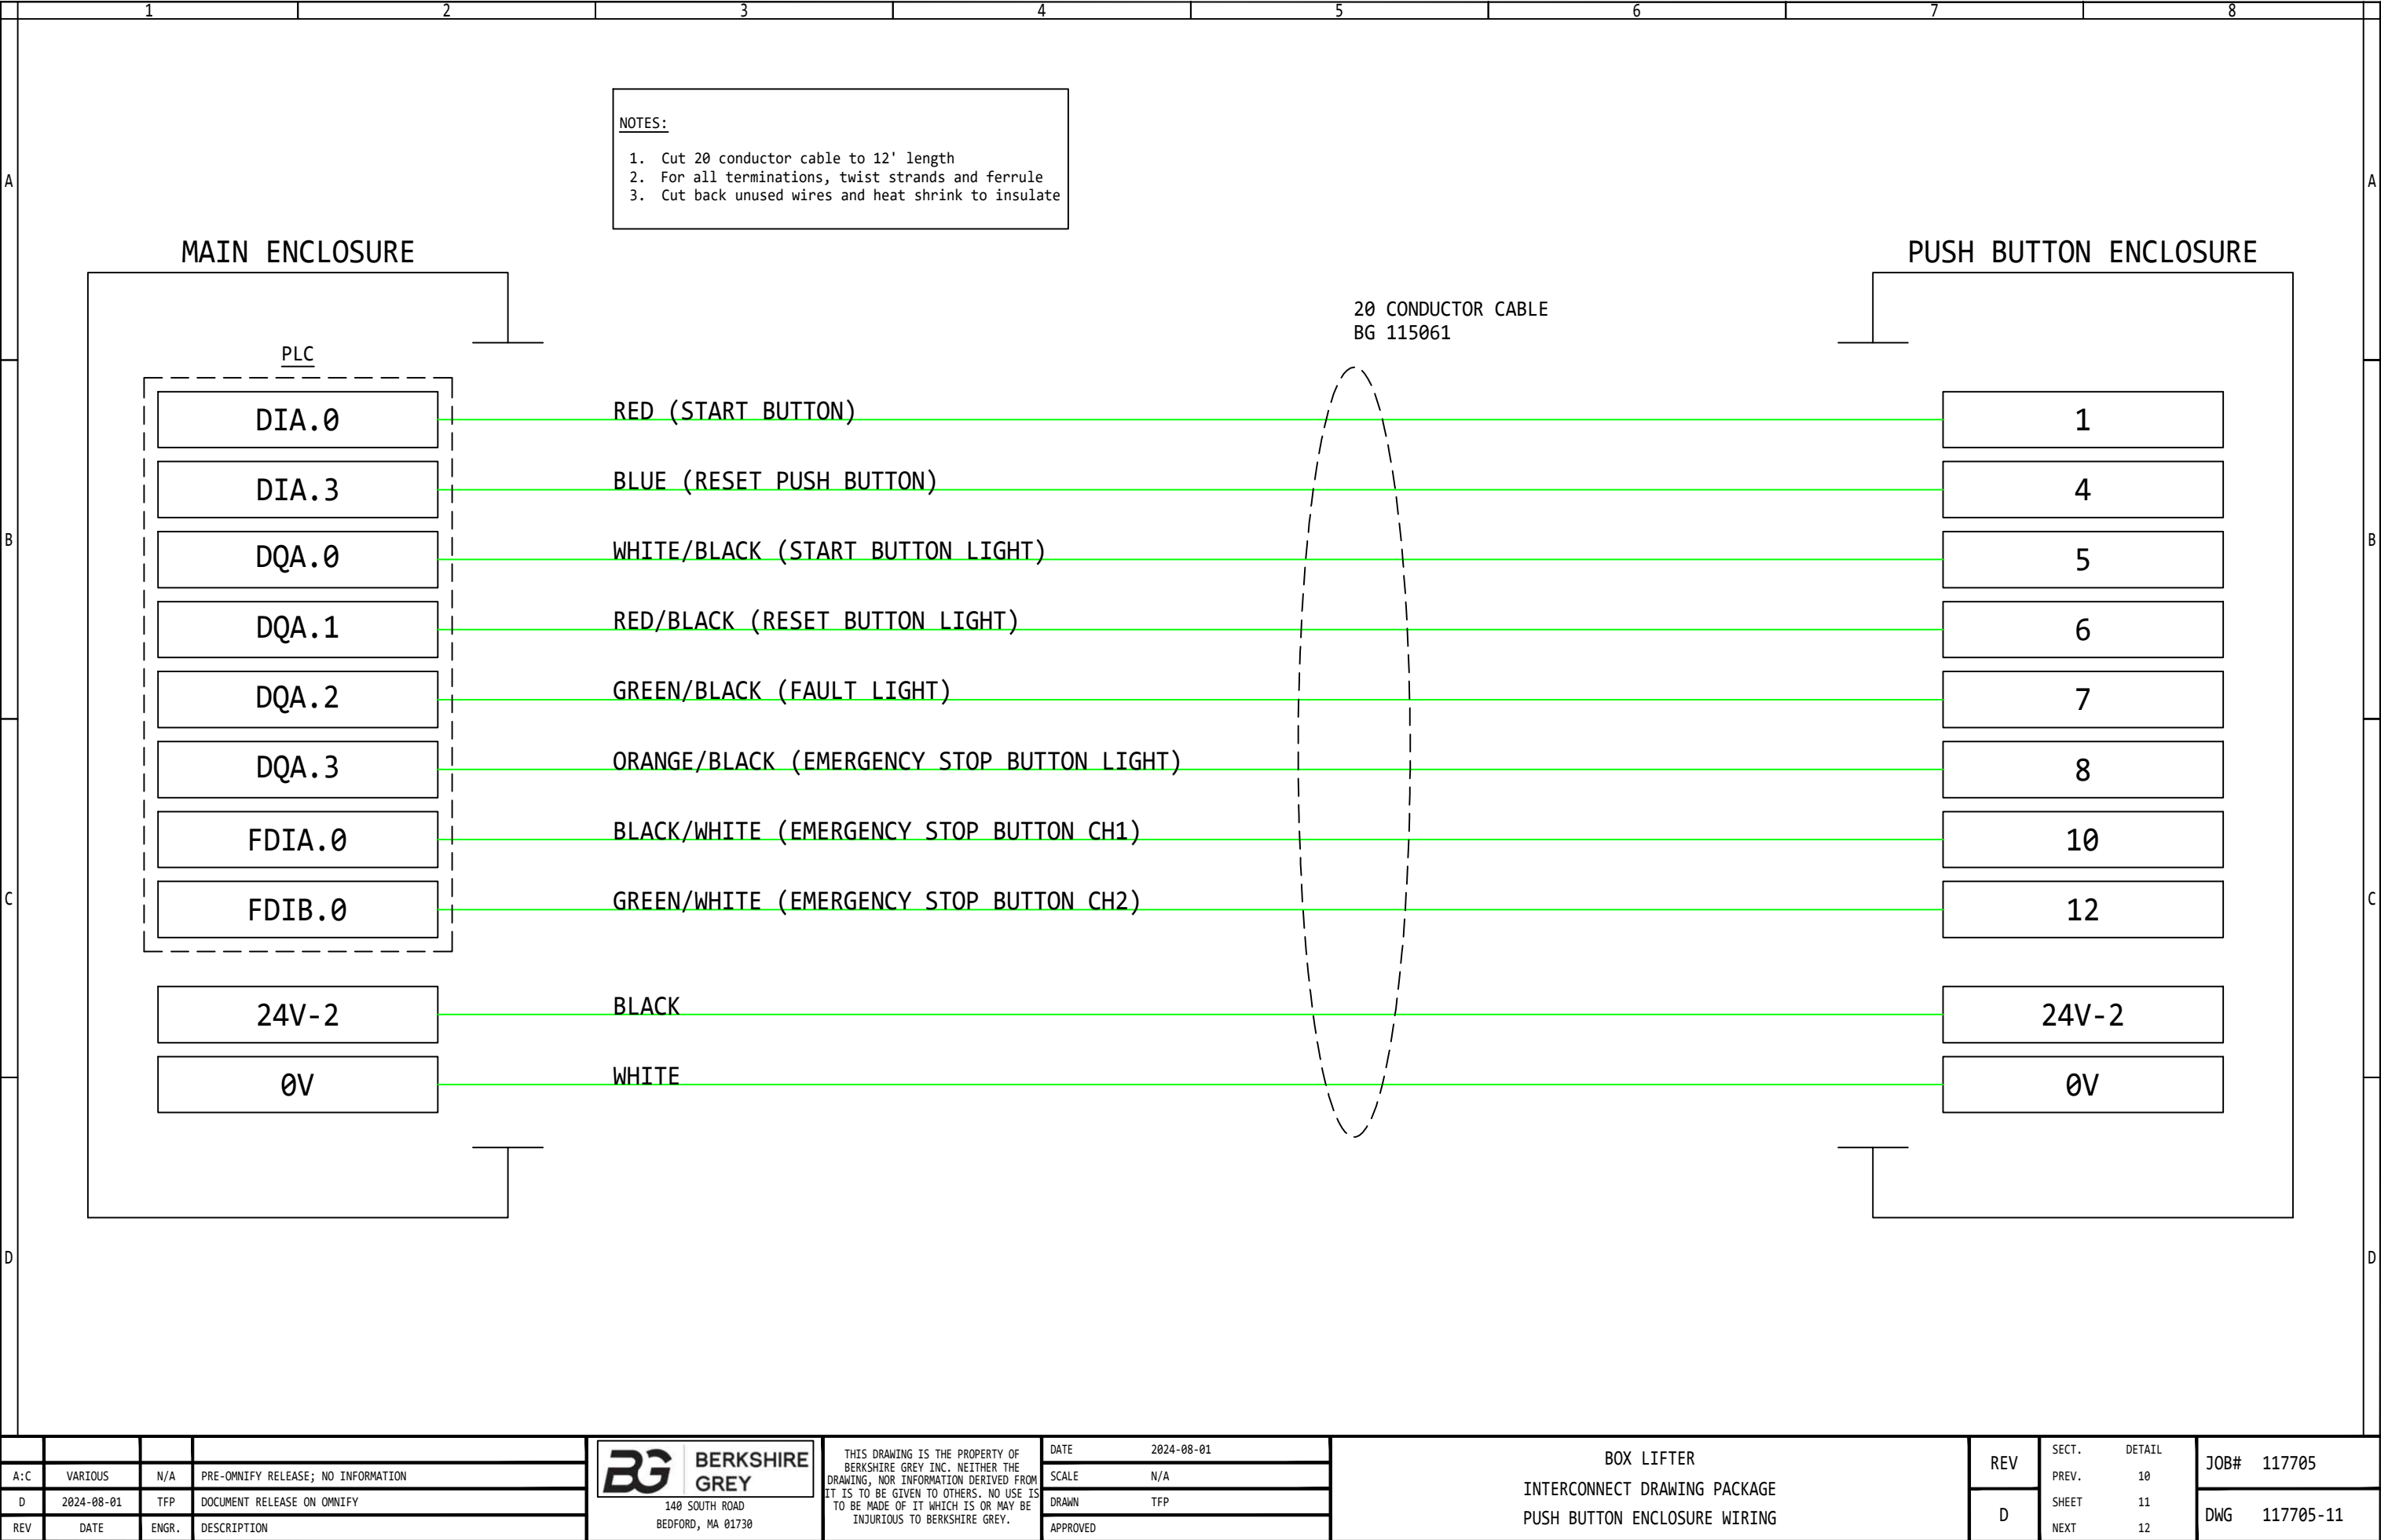 1 2 3 4 5 6 7 8
NOTES:
1. Cut 20 conductor cable to 12' length
2. For all terminations, twist strands and ferrule
3. Cut back unused wires and heat shrink to insulate
A A
MAIN ENCLOSURE
PUSH BUTTON ENCLOSURE
20 CONDUCTOR CABLE
BG 115061
PLC
DIA.0 RED (START BUTTON) 1
DIA.3 BLUE (RESET PUSH BUTTON) 4
B B
DQA.0 WHITE/BLACK (START BUTTON LIGHT) 5
DQA.1 RED/BLACK (RESET BUTTON LIGHT) 6
DQA.2 GREEN/BLACK (FAULT LIGHT) 7
DQA.3 ORANGE/BLACK (EMERGENCY STOP BUTTON LIGHT) 8
FDIA.0 BLACK/WHITE (EMERGENCY STOP BUTTON CH1) 10
C C
FDIB.0 GREEN/WHITE (EMERGENCY STOP BUTTON CH2) 12
24V-2 BLACK 24V-2
0V WHITE 0V
D D
A:C VARIOUS N/A PRE-OMNIFY RELEASE; NO INFORMATION
D 2024-08-01 TFP DOCUMENT RELEASE ON OMNIFY
REV DATE ENGR. DESCRIPTION
BG BERKSHIRE
GREY
140 SOUTH ROAD
BEDFORD, MA 01730
THIS DRAWING IS THE PROPERTY OF
BERKSHIRE GREY INC. NEITHER THE
DRAWING, NOR INFORMATION DERIVED FROM
IT IS TO BE GIVEN TO OTHERS. NO USE IS
TO BE MADE OF IT WHICH IS OR MAY BE
INJURIOUS TO BERKSHIRE GREY.
DATE 2024-08-01
SCALE N/A
DRAWN TFP
APPROVED
BOX LIFTER
INTERCONNECT DRAWING PACKAGE
PUSH BUTTON ENCLOSURE WIRING
REV
D
SECT. DETAIL
PREV. 10
SHEET 11
NEXT 12
JOB# 117705
DWG 117705-11